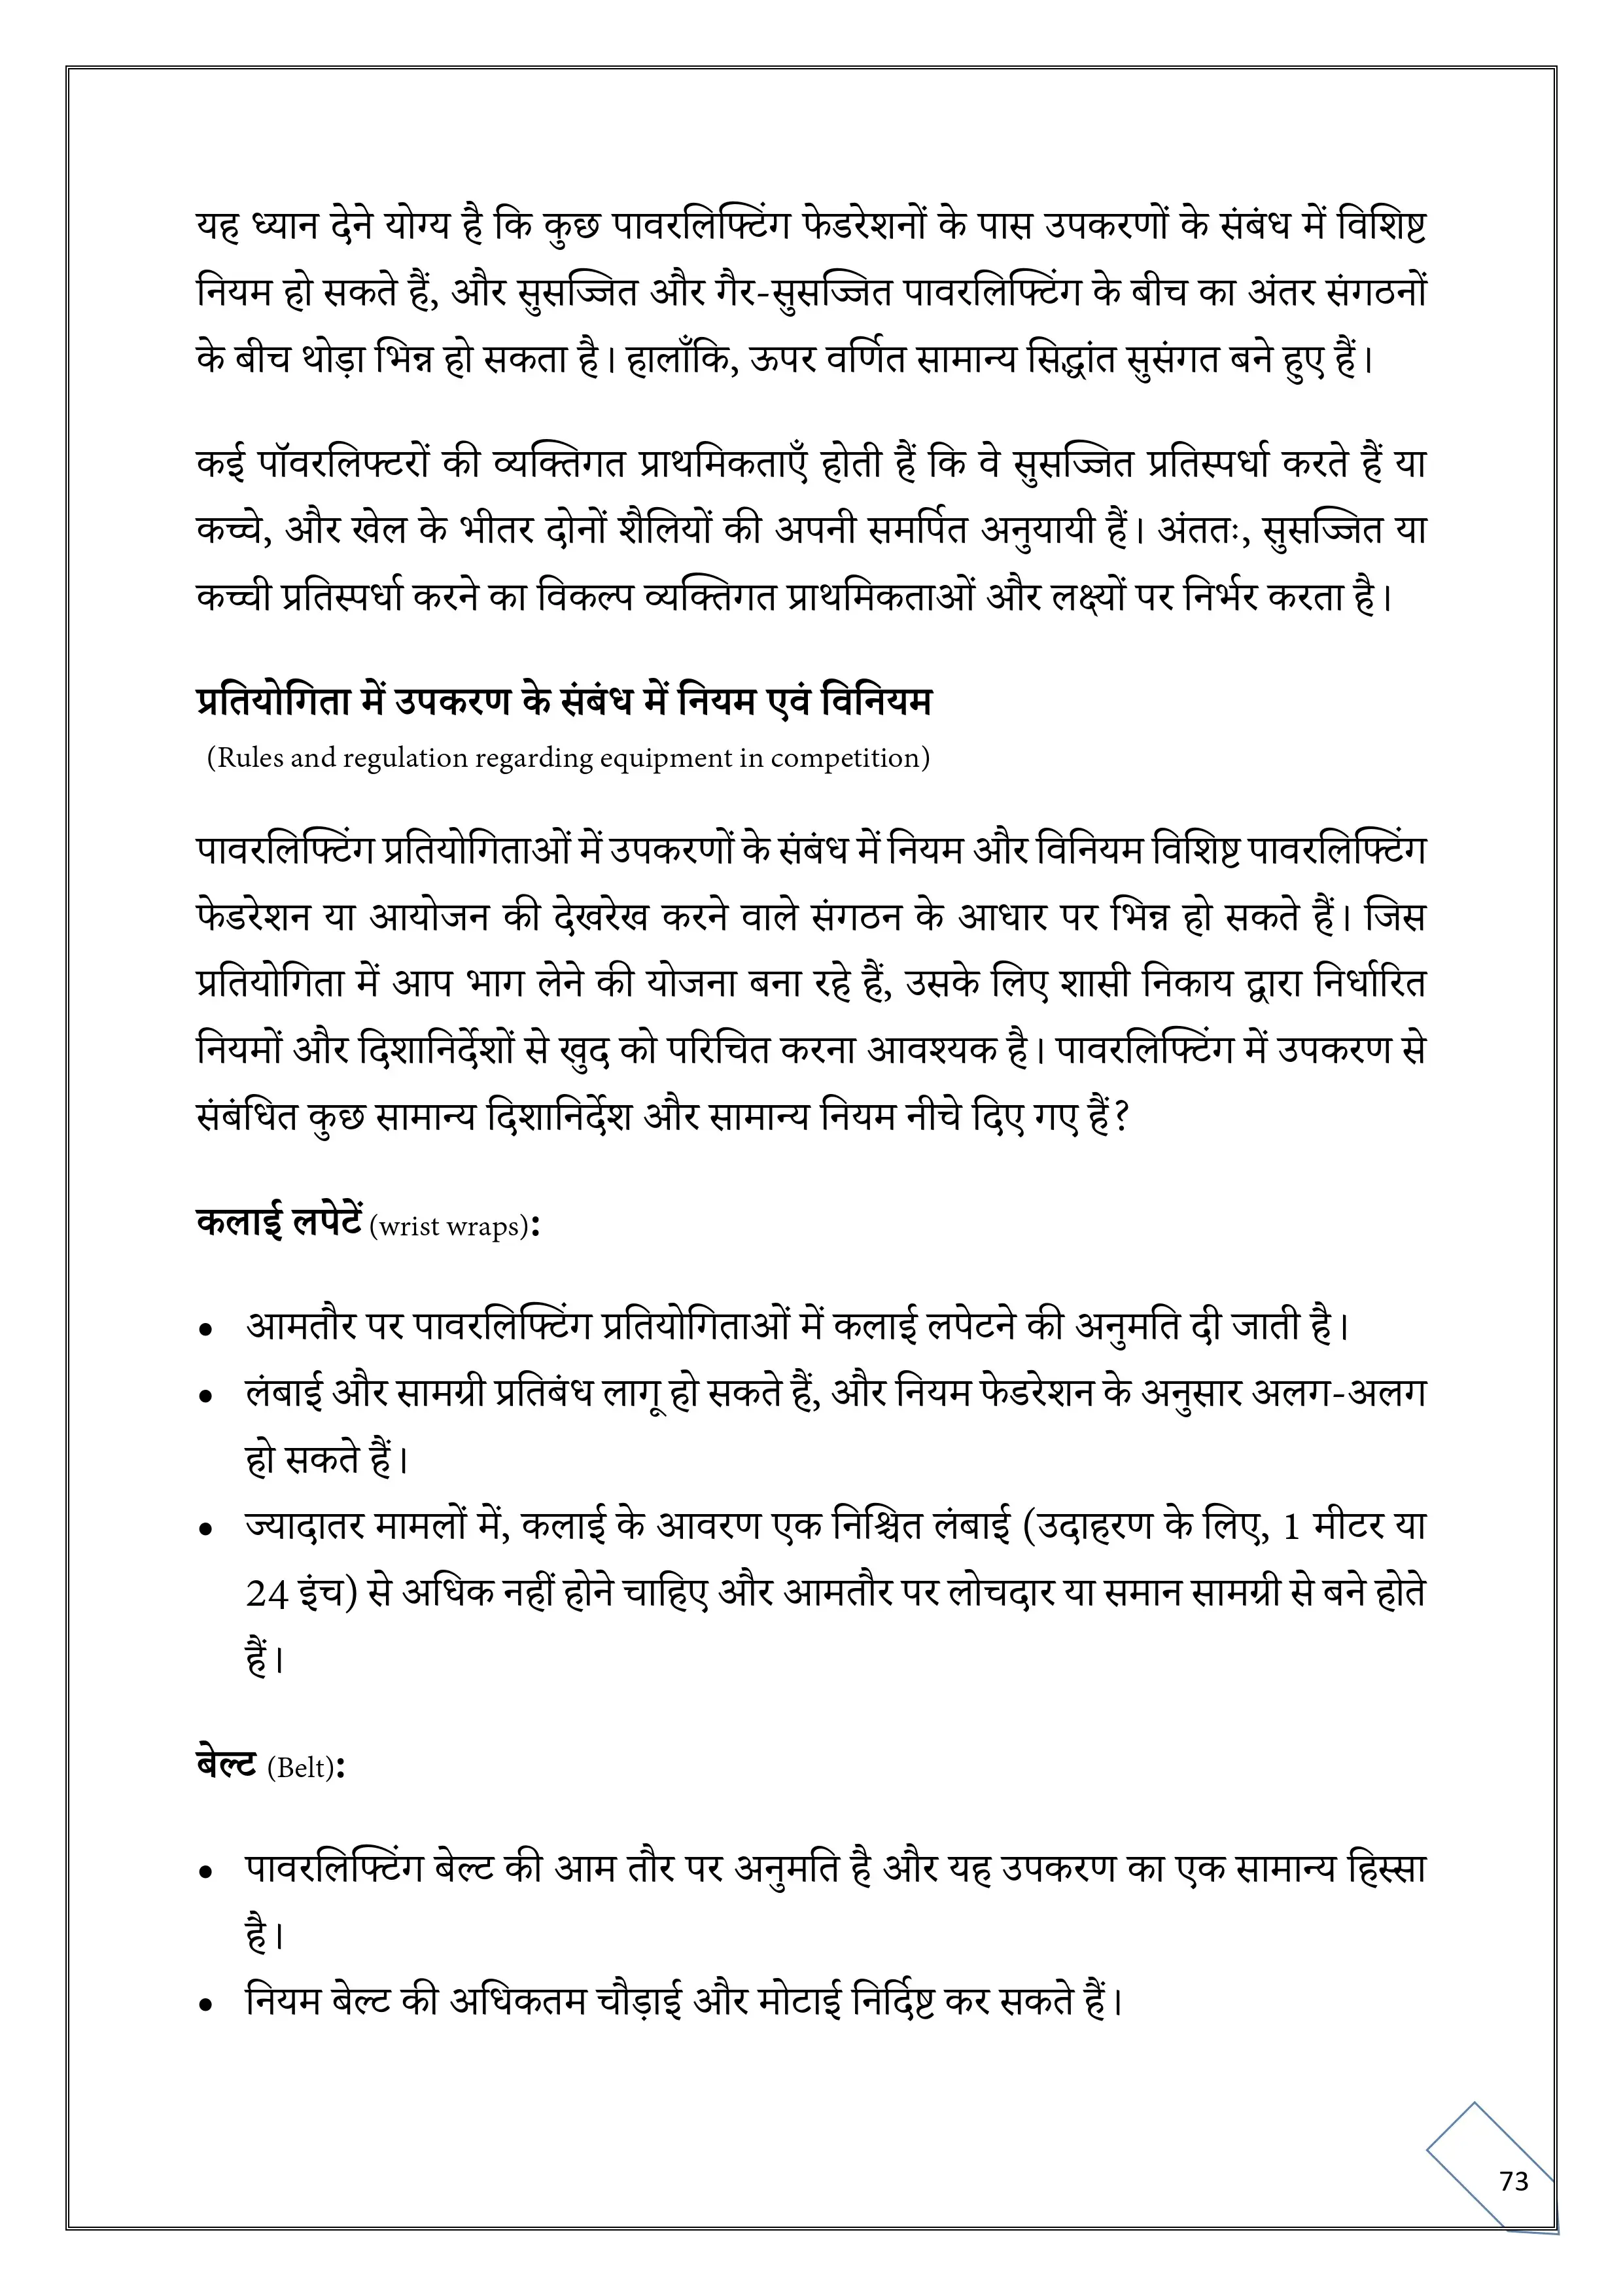 यह ध्यान देने योग्य है कि कुछ पावरलिफ्टिंग फेडरेशनों के पास उपकरणों के संबंध में विशिष्ट
नियम हो सकते हैं, और सुसज्जित और गैर-सुसज्जित पावरलिफ्टिंग के बीच का अंतर संगठनों
के बीच थोड़ा भिन्न हो सकता है। हालाँकि, ऊपर वर्णित सामान्य सिद्धांत सुसंगत बने हुए हैं।
कई पॉवरलिफ्टरों की व्यक्तिगत प्राथमिकताएँ होती हैं कि वे सुसज्जित प्रतिस्पर्धा करते हैं या
कच्चे, और खेल के भीतर दोनों शैलियों की अपनी समर्पित अनुयायी हैं। अंततः, सुसज्जित या
कच्ची प्रतिस्पर्धा करने का विकल्प व्यक्तिगत प्राथमिकताओं और लक्ष्यों पर निर्भर करता है।
प्रतियोगिता में उपकरण के संबंध में नियम एवं विनियम
(Rules and regulation regarding equipment in competition)
पावरलिफ्टिंग प्रतियोगिताओं में उपकरणों के संबंध में नियम और विनियम विशिष्ट पावरलिफ्टिंग
फेडरेशन या आयोजन की देखरेख करने वाले संगठन के आधार पर भिन्न हो सकते हैं। जिस
प्रतियोगिता में आप भाग लेने की योजना बना रहे हैं, उसके लिए शासी निकाय द्वारा निर्धारित
नियमों और दिशानिर्देशों से खुद को परिचित करना आवश्यक है। पावरलिफ्टिंग में उपकरण से
संबंधित कुछ सामान्य दिशानिर्देश और सामान्य नियम नीचे दिए गए हैं?
कलाई लपेटें (wrist wraps):
• आमतौर पर पावरलिफ्टिंग प्रतियोगिताओं में कलाई लपेटने की अनुमति दी जाती है।
• लंबाई और सामग्री प्रतिबंध लागू हो सकते हैं, और नियम फेडरेशन के अनुसार अलग-अलग
हो सकते हैं।
• ज्यादातर मामलों में, कलाई के आवरण एक निश्चित लंबाई (उदाहरण के लिए, 1 मीटर या
24 इंच) से अधिक नहीं होने चाहिए और आमतौर पर लोचदार या समान सामग्री से बने होते
हैं।
बेल्ट (Belt):
• पावरलिफ्टिंग बेल्ट की आम तौर पर अनुमति है और यह उपकरण का एक सामान्य हिस्सा
है।
• नियम बेल्ट की अधिकतम चौड़ाई और मोटाई निर्दिष्ट कर सकते हैं।
73